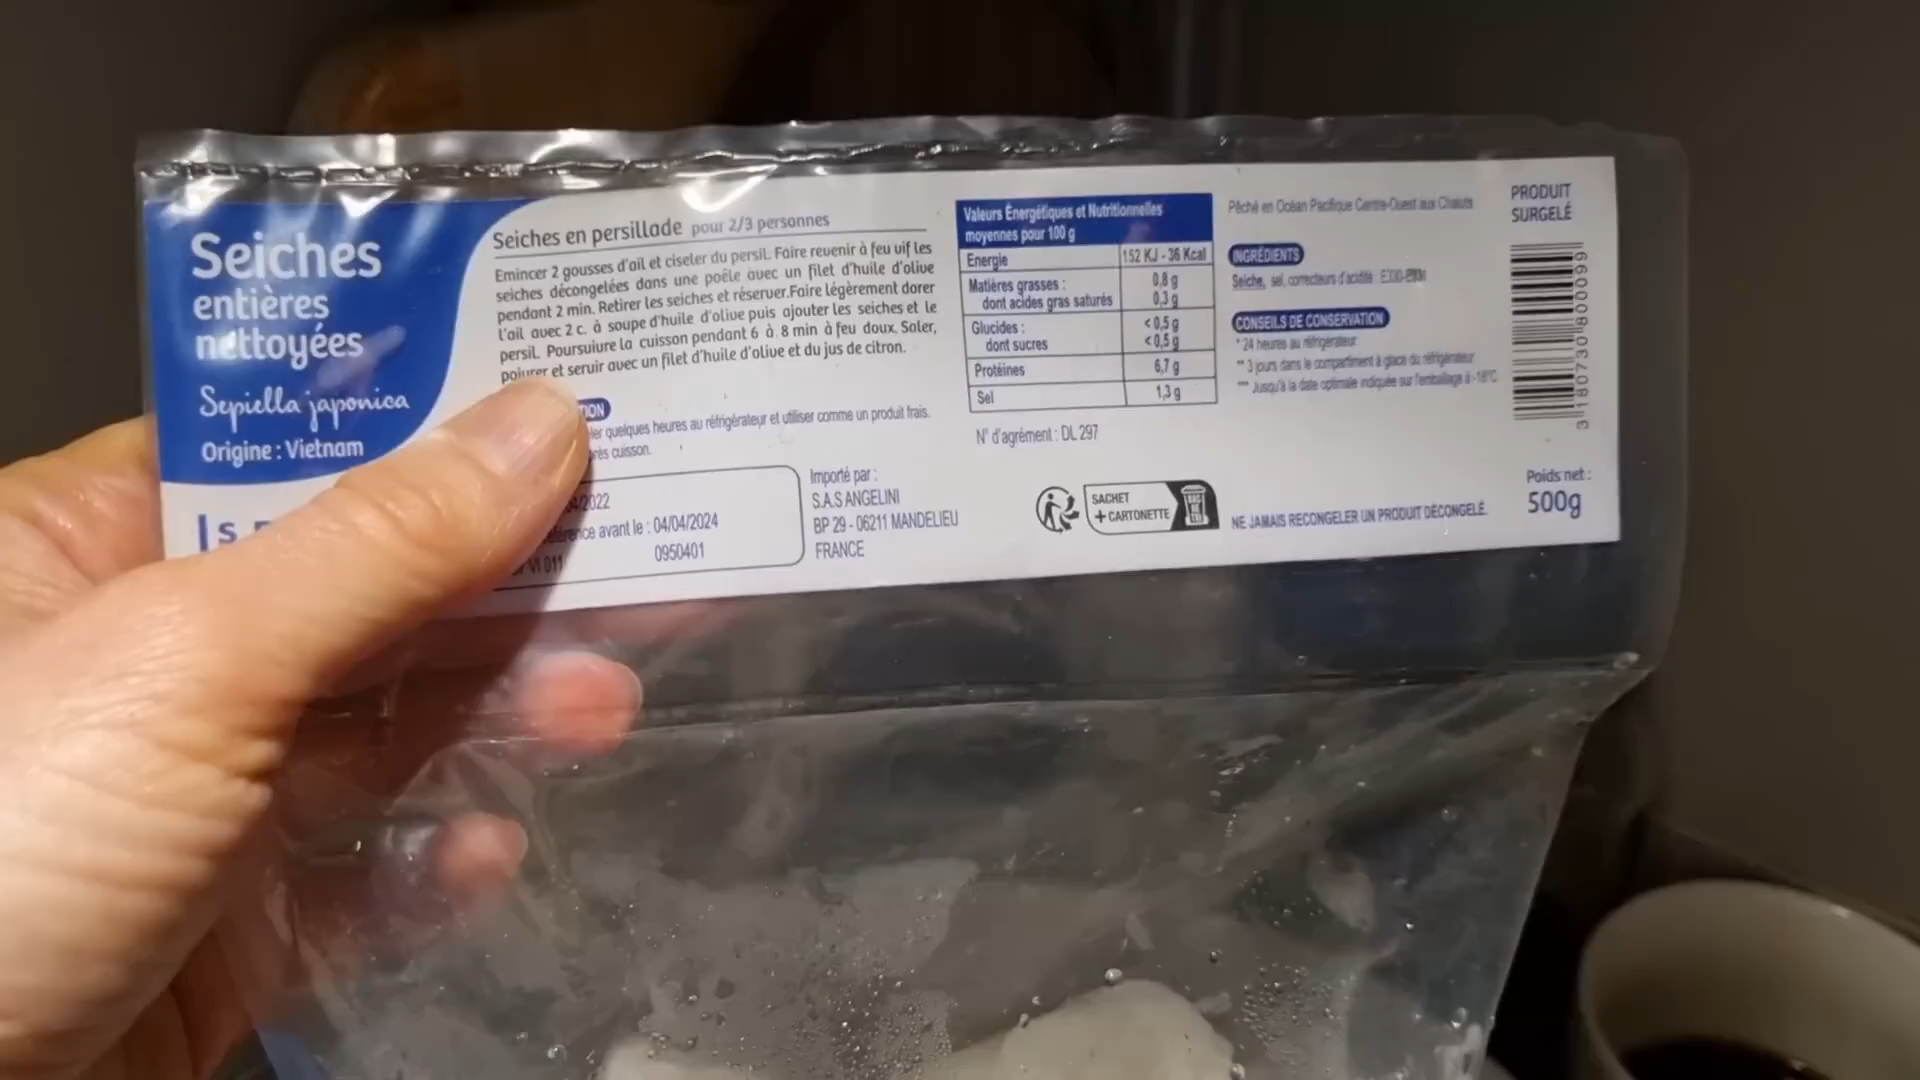 Seiches
entières
nettoyées
Sepiella japonica
Origine : Vietnam
Seiches en persillade pour 2/3 personnes
Emincer 2 gousses d'ail et ciseler du persil. Faire revenir à feu vif les
seiches décongelées dans une poêle avec un filet d'huile d'olive
pendant 2 min. Retirer les seiches et réserver.Faire légèrement dorer
l'ail avec 2 c. à soupe d'huile d'olive puis ajouter les seiches et le
persil. Poursuivre la cuisson pendant 6 à 8 min à feu doux. Saler,
poivrer et servir avec un filet d'huile d'olive et du jus de citron.
quelques heures au réfrigérateur et utiliser comme un produit frais.
cuisson.
/2022
avant le : 04/04/2024
VI 011
0950401
Importé par :
S.A.S ANGELINI
BP 29 - 06211 MANDELIEU
FRANCE
Valeurs Énergétiques et Nutritionnelles
moyennes pour 100 g
Energie 152 KJ - 36 Kcal
Matières grasses : 0,8 g
dont acides gras saturés 0,3 g
Glucides : < 0,5 g
dont sucres < 0,5 g
Protéines 6,7 g
Sel 1,3 g
N° d'agrément : DL 297
SACHET
+ CARTONETTE
Pêché en Océan Pacifique Centre-Ouest aux Chaluts
INGRÉDIENTS
Seiche, sel, correcteurs d'acidité : E330-
CONSEILS DE CONSERVATION
* 24 heures au réfrigérateur
** 3 jours dans le compartiment à glace du réfrigérateur
*** Jusqu'à la date optimale indiquée sur l'emballage à -18°C
NE JAMAIS RECONGELER UN PRODUIT DÉCONGELÉ.
PRODUIT
SURGELÉ
3 180730 800099
Poids net :
500g